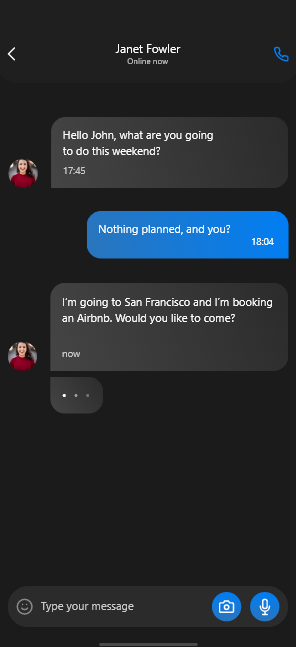 Janet Fowler
Online now
Hello John, what are you going
to do this weekend?
17:45
Nothing planned, and you?
18:04
I'm going to San Francisco and I'm booking
an Airbnb. Would you like to come?
now
Type your message